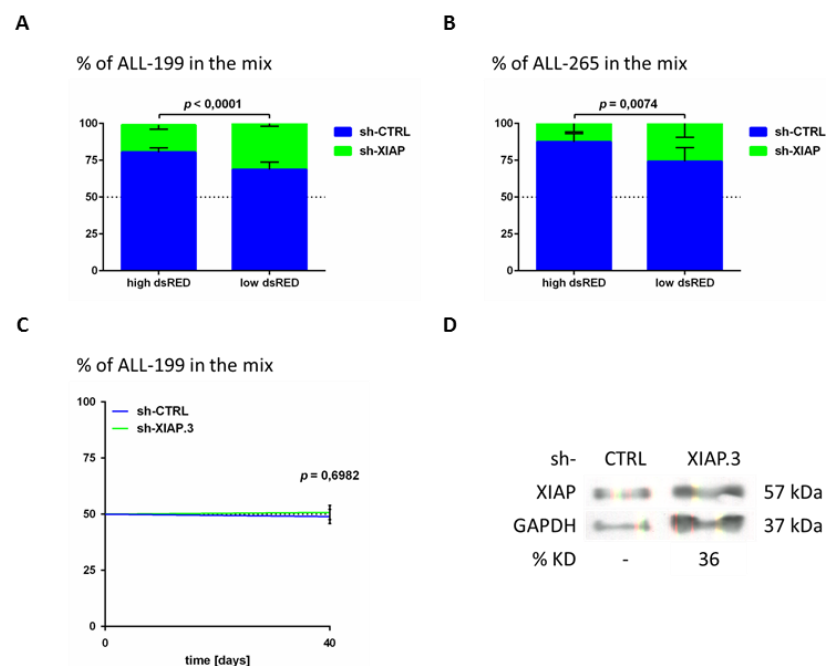 A
% of ALL-199 in the mix
p < 0,0001
100
75
50
25
0
high dsRED
low dsRED
sh-CTRL
sh-XIAP
B
% of ALL-265 in the mix
p = 0,0074
100
75
50
25
0
high dsRED
low dsRED
sh-CTRL
sh-XIAP
C
% of ALL-199 in the mix
100
75
50
25
0
sh-CTRL
sh-XIAP.3
p = 0,6982
0
40
time [days]
D
sh- CTRL XIAP.3
XIAP 57 kDa
GAPDH 37 kDa
% KD - 36